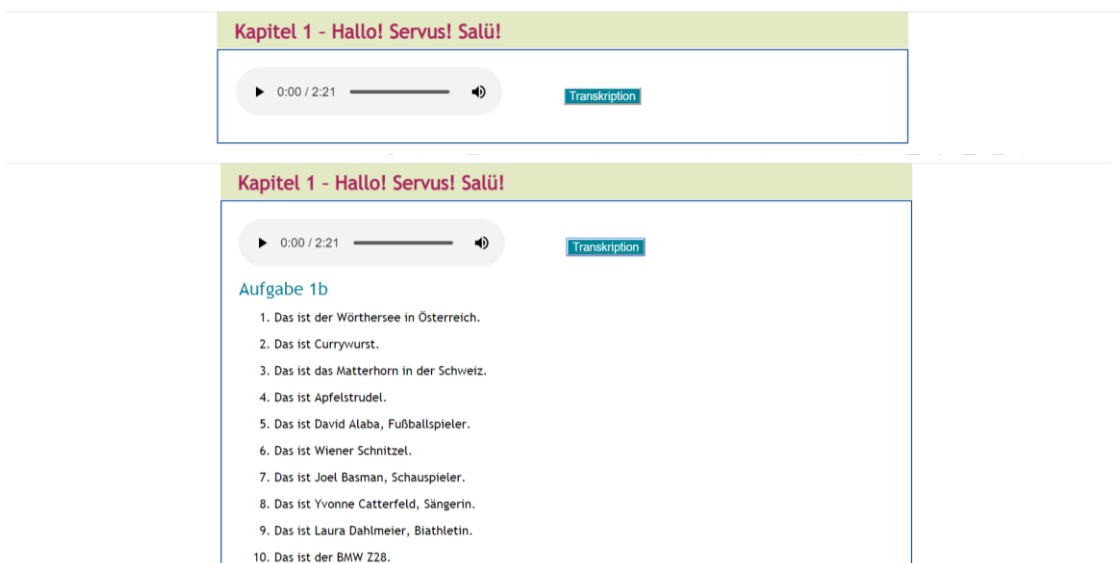 Kapitel 1 – Hallo! Servus! Salü!
0:00 / 2:21
Transkription
Kapitel 1 – Hallo! Servus! Salü!
0:00 / 2:21
Transkription
Aufgabe 1b
1. Das ist der Wörthersee in Österreich.
2. Das ist Currywurst.
3. Das ist das Matterhorn in der Schweiz.
4. Das ist Apfelstrudel.
5. Das ist David Alaba, Fußballspieler.
6. Das ist Wiener Schnitzel.
7. Das ist Joel Basman, Schauspieler.
8. Das ist Yvonne Catterfeld, Sängerin.
9. Das ist Laura Dahlmeier, Biathletin.
10. Das ist der BMW Z28.